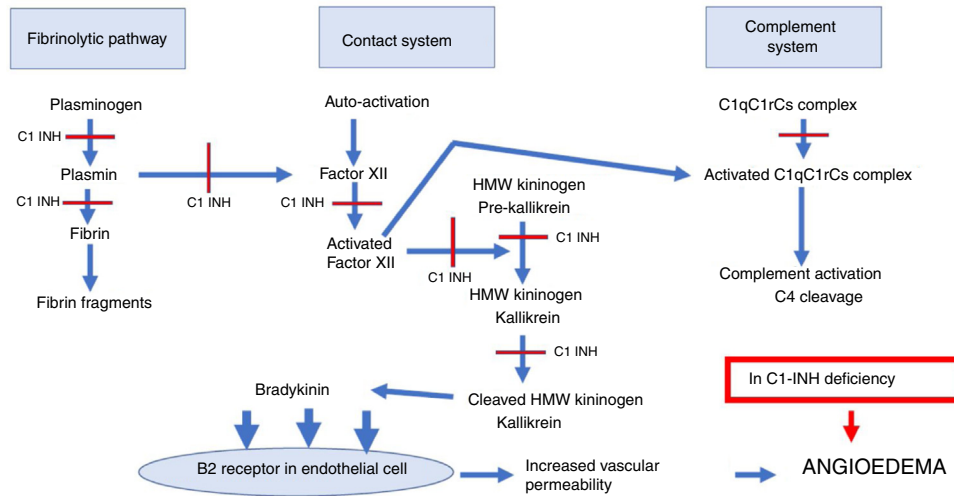 Fibrinolytic pathway
Contact system
Complement
system
Plasminogen
C1 INH
Plasmin
C1 INH
Fibrin
Fibrin fragments
C1 INH
Auto-activation
Factor XII
C1 INH
Activated
Factor XII
C1 INH
HMW kininogen
Pre-kallikrein
C1 INH
HMW kininogen
Kallikrein
C1 INH
Cleaved HMW kininogen
Kallikrein
Bradykinin
B2 receptor in endothelial cell
Increased vascular
permeability
C1qC1rCs complex
Activated C1qC1rCs complex
Complement activation
C4 cleavage
In C1-INH deficiency
ANGIOEDEMA